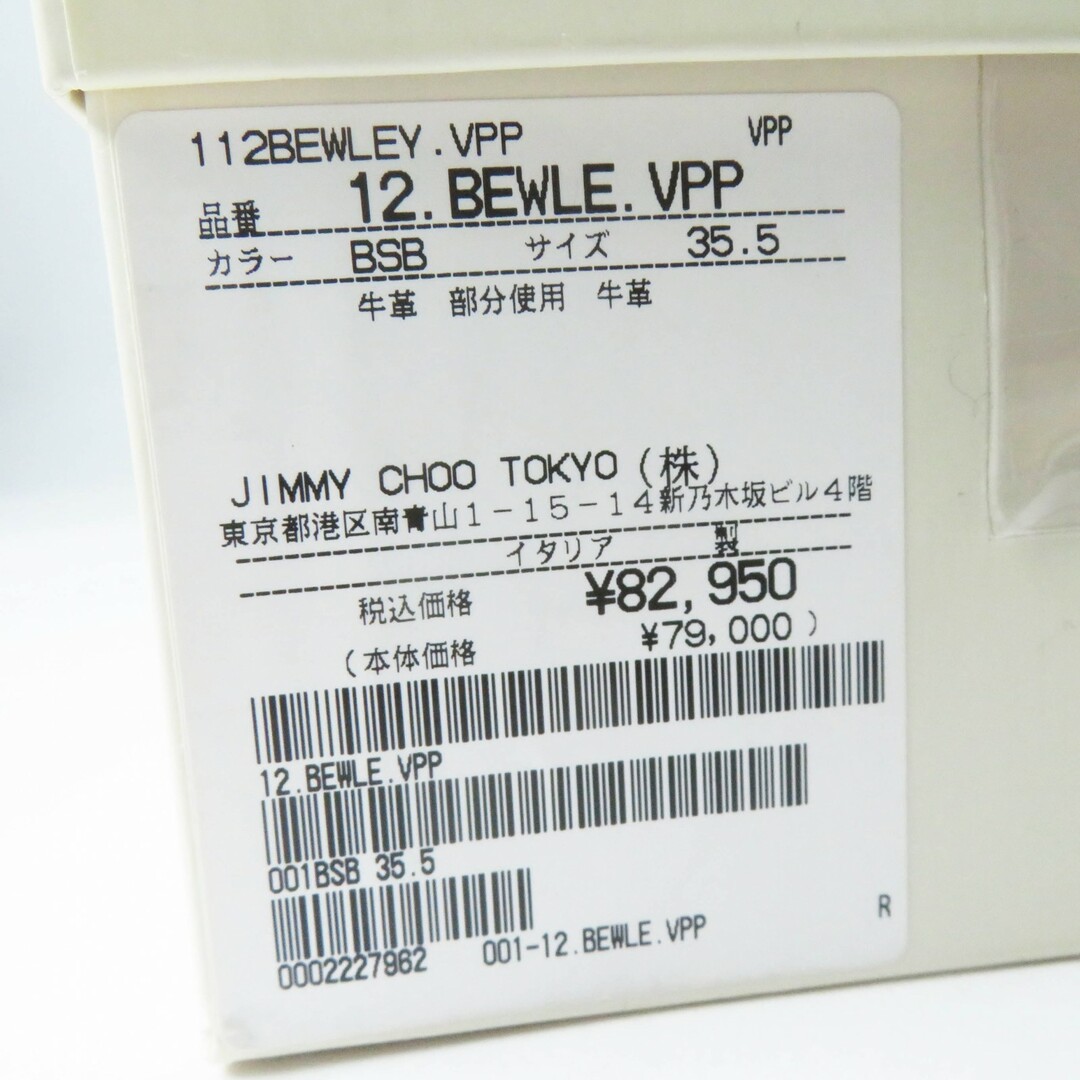 112BEWLEY.VPP VPP
品番 12.BEWLE.VPP
カラー BSB サイズ 35.5
牛革 部分使用 牛革
JIMMY CHOO TOKYO(株)
東京都港区南青山1-15-14新乃木坂ビル4階
イタリア 製
税込価格 ¥82,950
(本体価格 ¥79,000)
12.BEWLE.VPP
001BSB 35.5
0002227962 001-12.BEWLE.VPP R